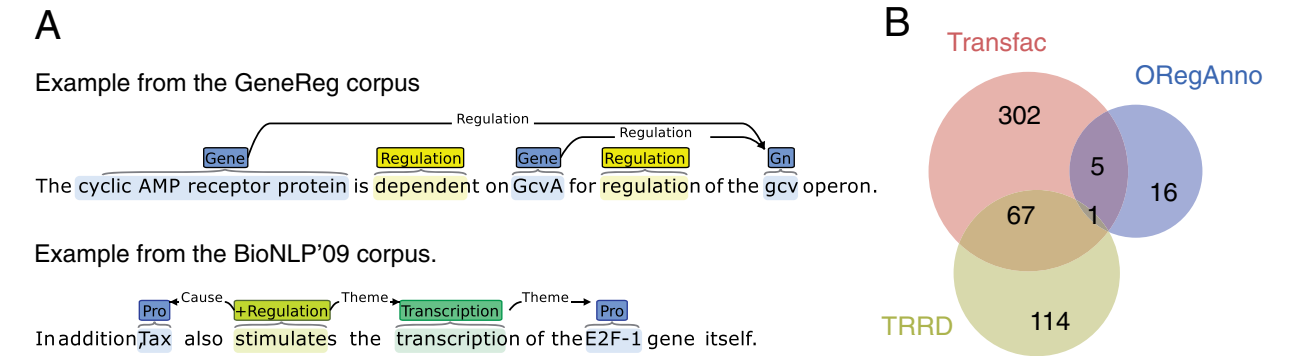 A
Example from the GeneReg corpus
Regulation
Regulation
Gene Regulation Gene Regulation Gn
The cyclic AMP receptor protein is dependent on GcvA for regulation of the gcv operon.
Example from the BioNLP'09 corpus.
Cause Theme Theme
Pro +Regulation Transcription Pro
In addition, Tax also stimulates the transcription of the E2F-1 gene itself.
B
Transfac
ORegAnno
302
5
16
67
1
TRRD
114